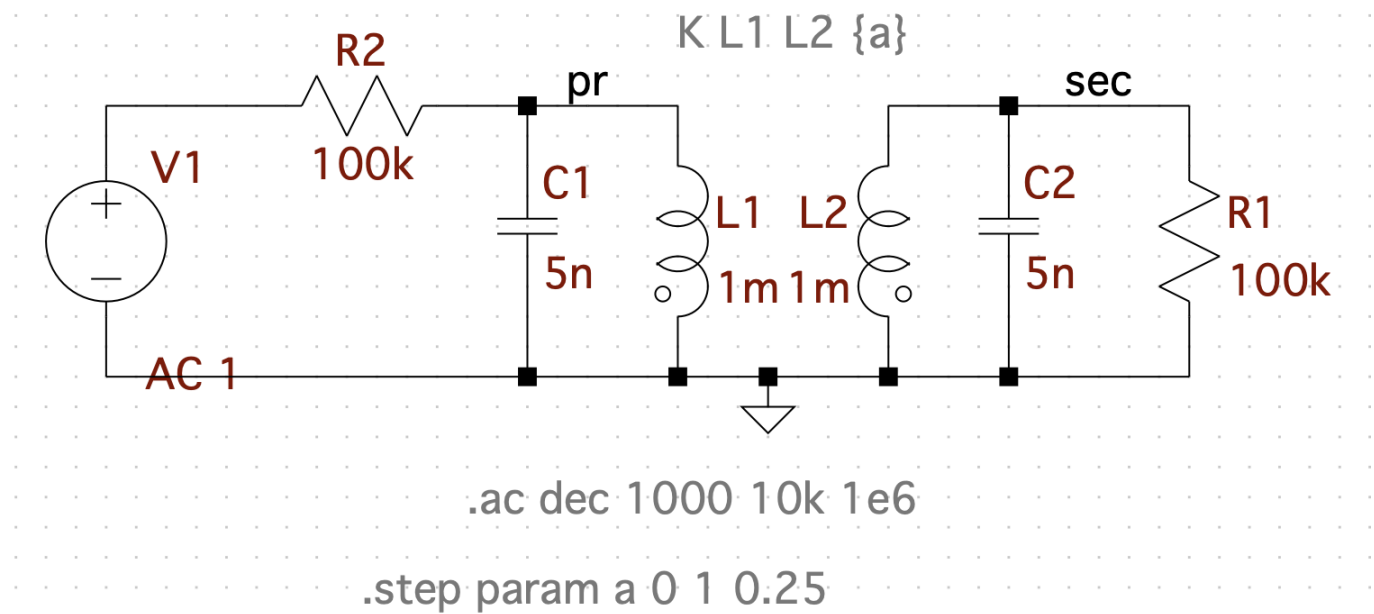 K L1 L2 {a}
R2
pr
sec
100k
V1
C1
C2
L1
L2
R1
5n
1m
1m
5n
100k
AC 1
.ac dec 1000 10k 1e6
.step param a 0 1 0.25